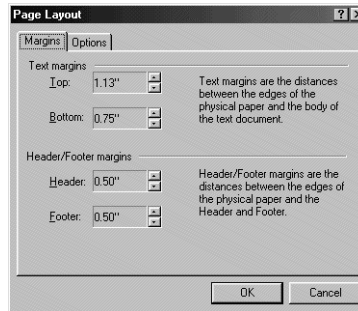 Page Layout
Margins Options
Text margins
Top: 1.13" Text margins are the distances
between the edges of the
physical paper and the body of
Bottom: 0.75" the text document.
Header/Footer margins
Header: 0.50" Header/Footer margins are the
distances between the edges of
the physical paper and the
Footer: 0.50" Header and Footer.
OK Cancel